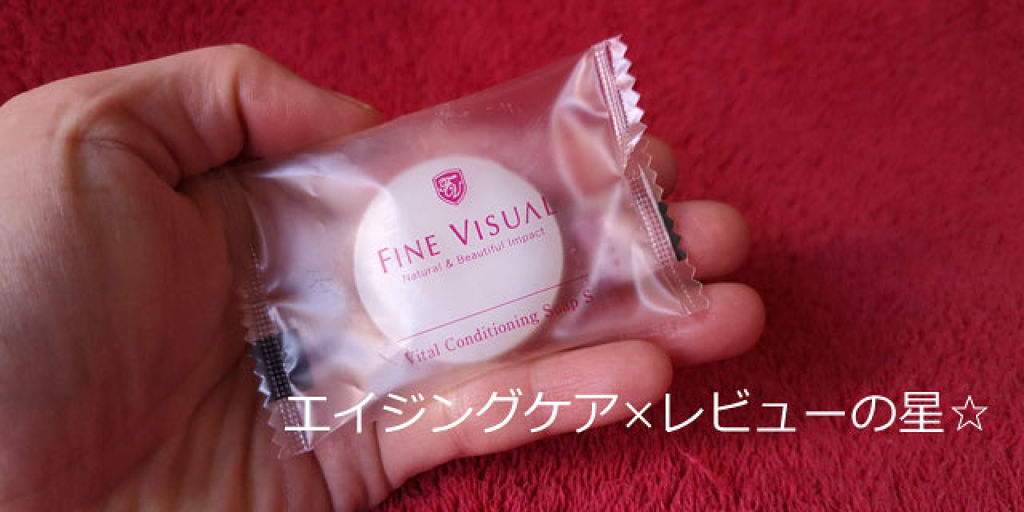 FV
FINE VISUAL
Natural & Beautiful Impact
Vital Conditioning Soap S
エイジングケア×レビューの星☆